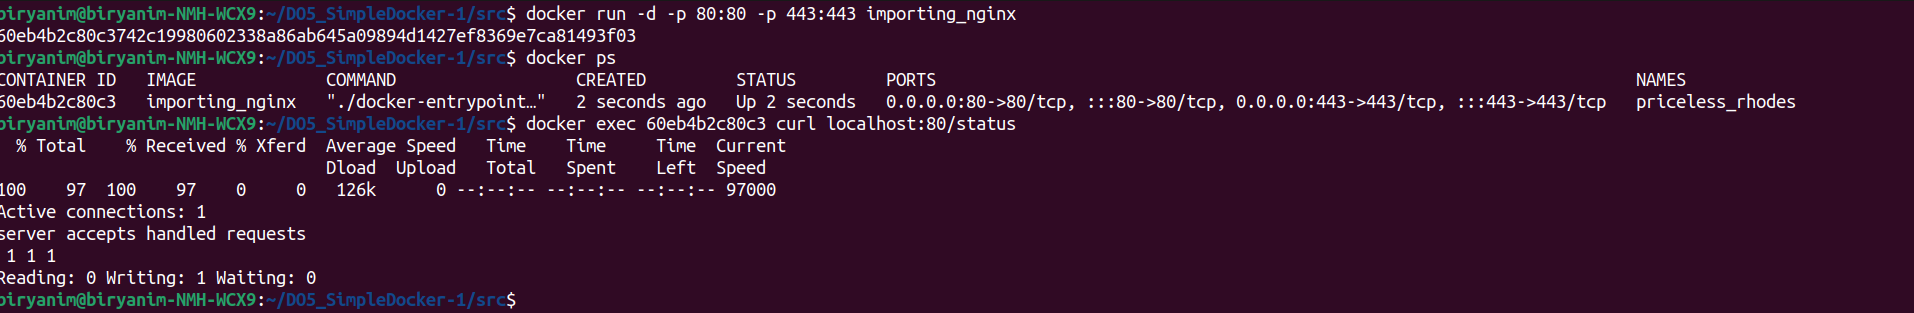 biryanim@biryanim-NMH-WCX9:~/DO5_SimpleDocker-1/src$ docker run -d -p 80:80 -p 443:443 importing_nginx
60eb4b2c80c3742c19980602338a86ab645a09894d1427ef8369e7ca81493f03
biryanim@biryanim-NMH-WCX9:~/DO5_SimpleDocker-1/src$ docker ps
CONTAINER ID   IMAGE             COMMAND                  CREATED         STATUS         PORTS                                                                      NAMES
60eb4b2c80c3   importing_nginx   "./docker-entrypoint…"   2 seconds ago   Up 2 seconds   0.0.0.0:80->80/tcp, :::80->80/tcp, 0.0.0.0:443->443/tcp, :::443->443/tcp   priceless_rhodes
biryanim@biryanim-NMH-WCX9:~/DO5_SimpleDocker-1/src$ docker exec 60eb4b2c80c3 curl localhost:80/status
  % Total    % Received % Xferd  Average Speed   Time    Time     Time  Current
                                 Dload  Upload   Total   Spent    Left  Speed
100    97  100    97    0     0   126k      0 --:--:-- --:--:-- --:--:-- 97000
Active connections: 1
server accepts handled requests
 1 1 1
Reading: 0 Writing: 1 Waiting: 0
biryanim@biryanim-NMH-WCX9:~/DO5_SimpleDocker-1/src$